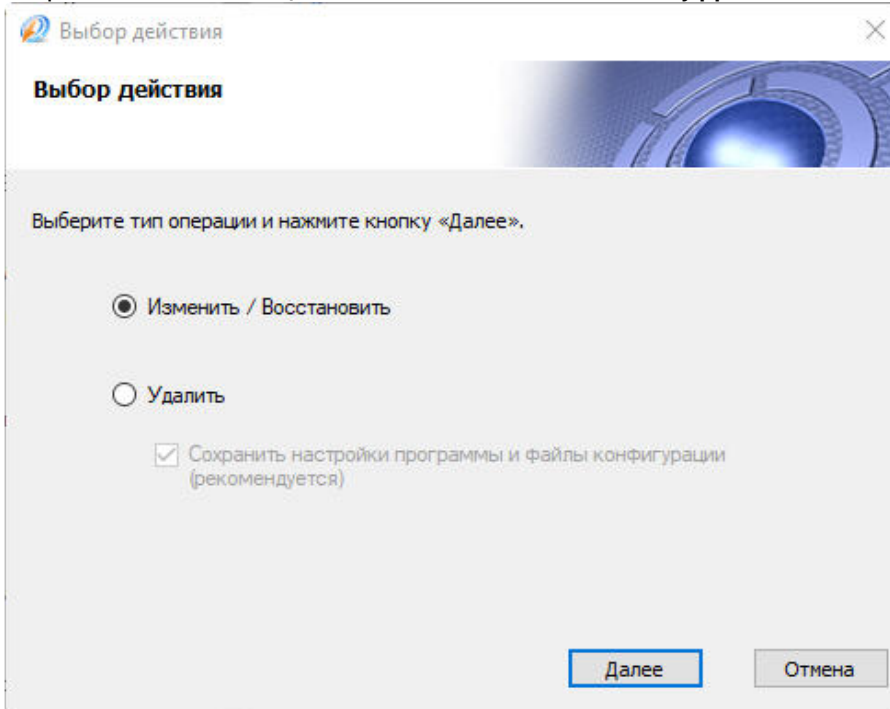 Выбор действия
Выбор действия
Выберите тип операции и нажмите кнопку «Далее».
Изменить / Восстановить
Удалить
Сохранить настройки программы и файлы конфигурации
(рекомендуется)
Далее
Отмена